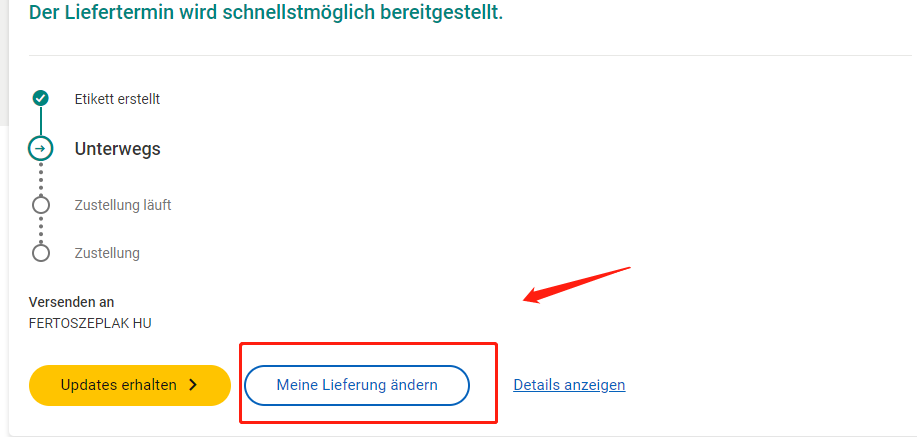 Der Liefertermin wird schnellstmöglich bereitgestellt.
Etikett erstellt
Unterwegs
Zustellung läuft
Zustellung
Versenden an
FERTOSZEPLAK HU
Updates erhalten
Meine Lieferung ändern
Details anzeigen